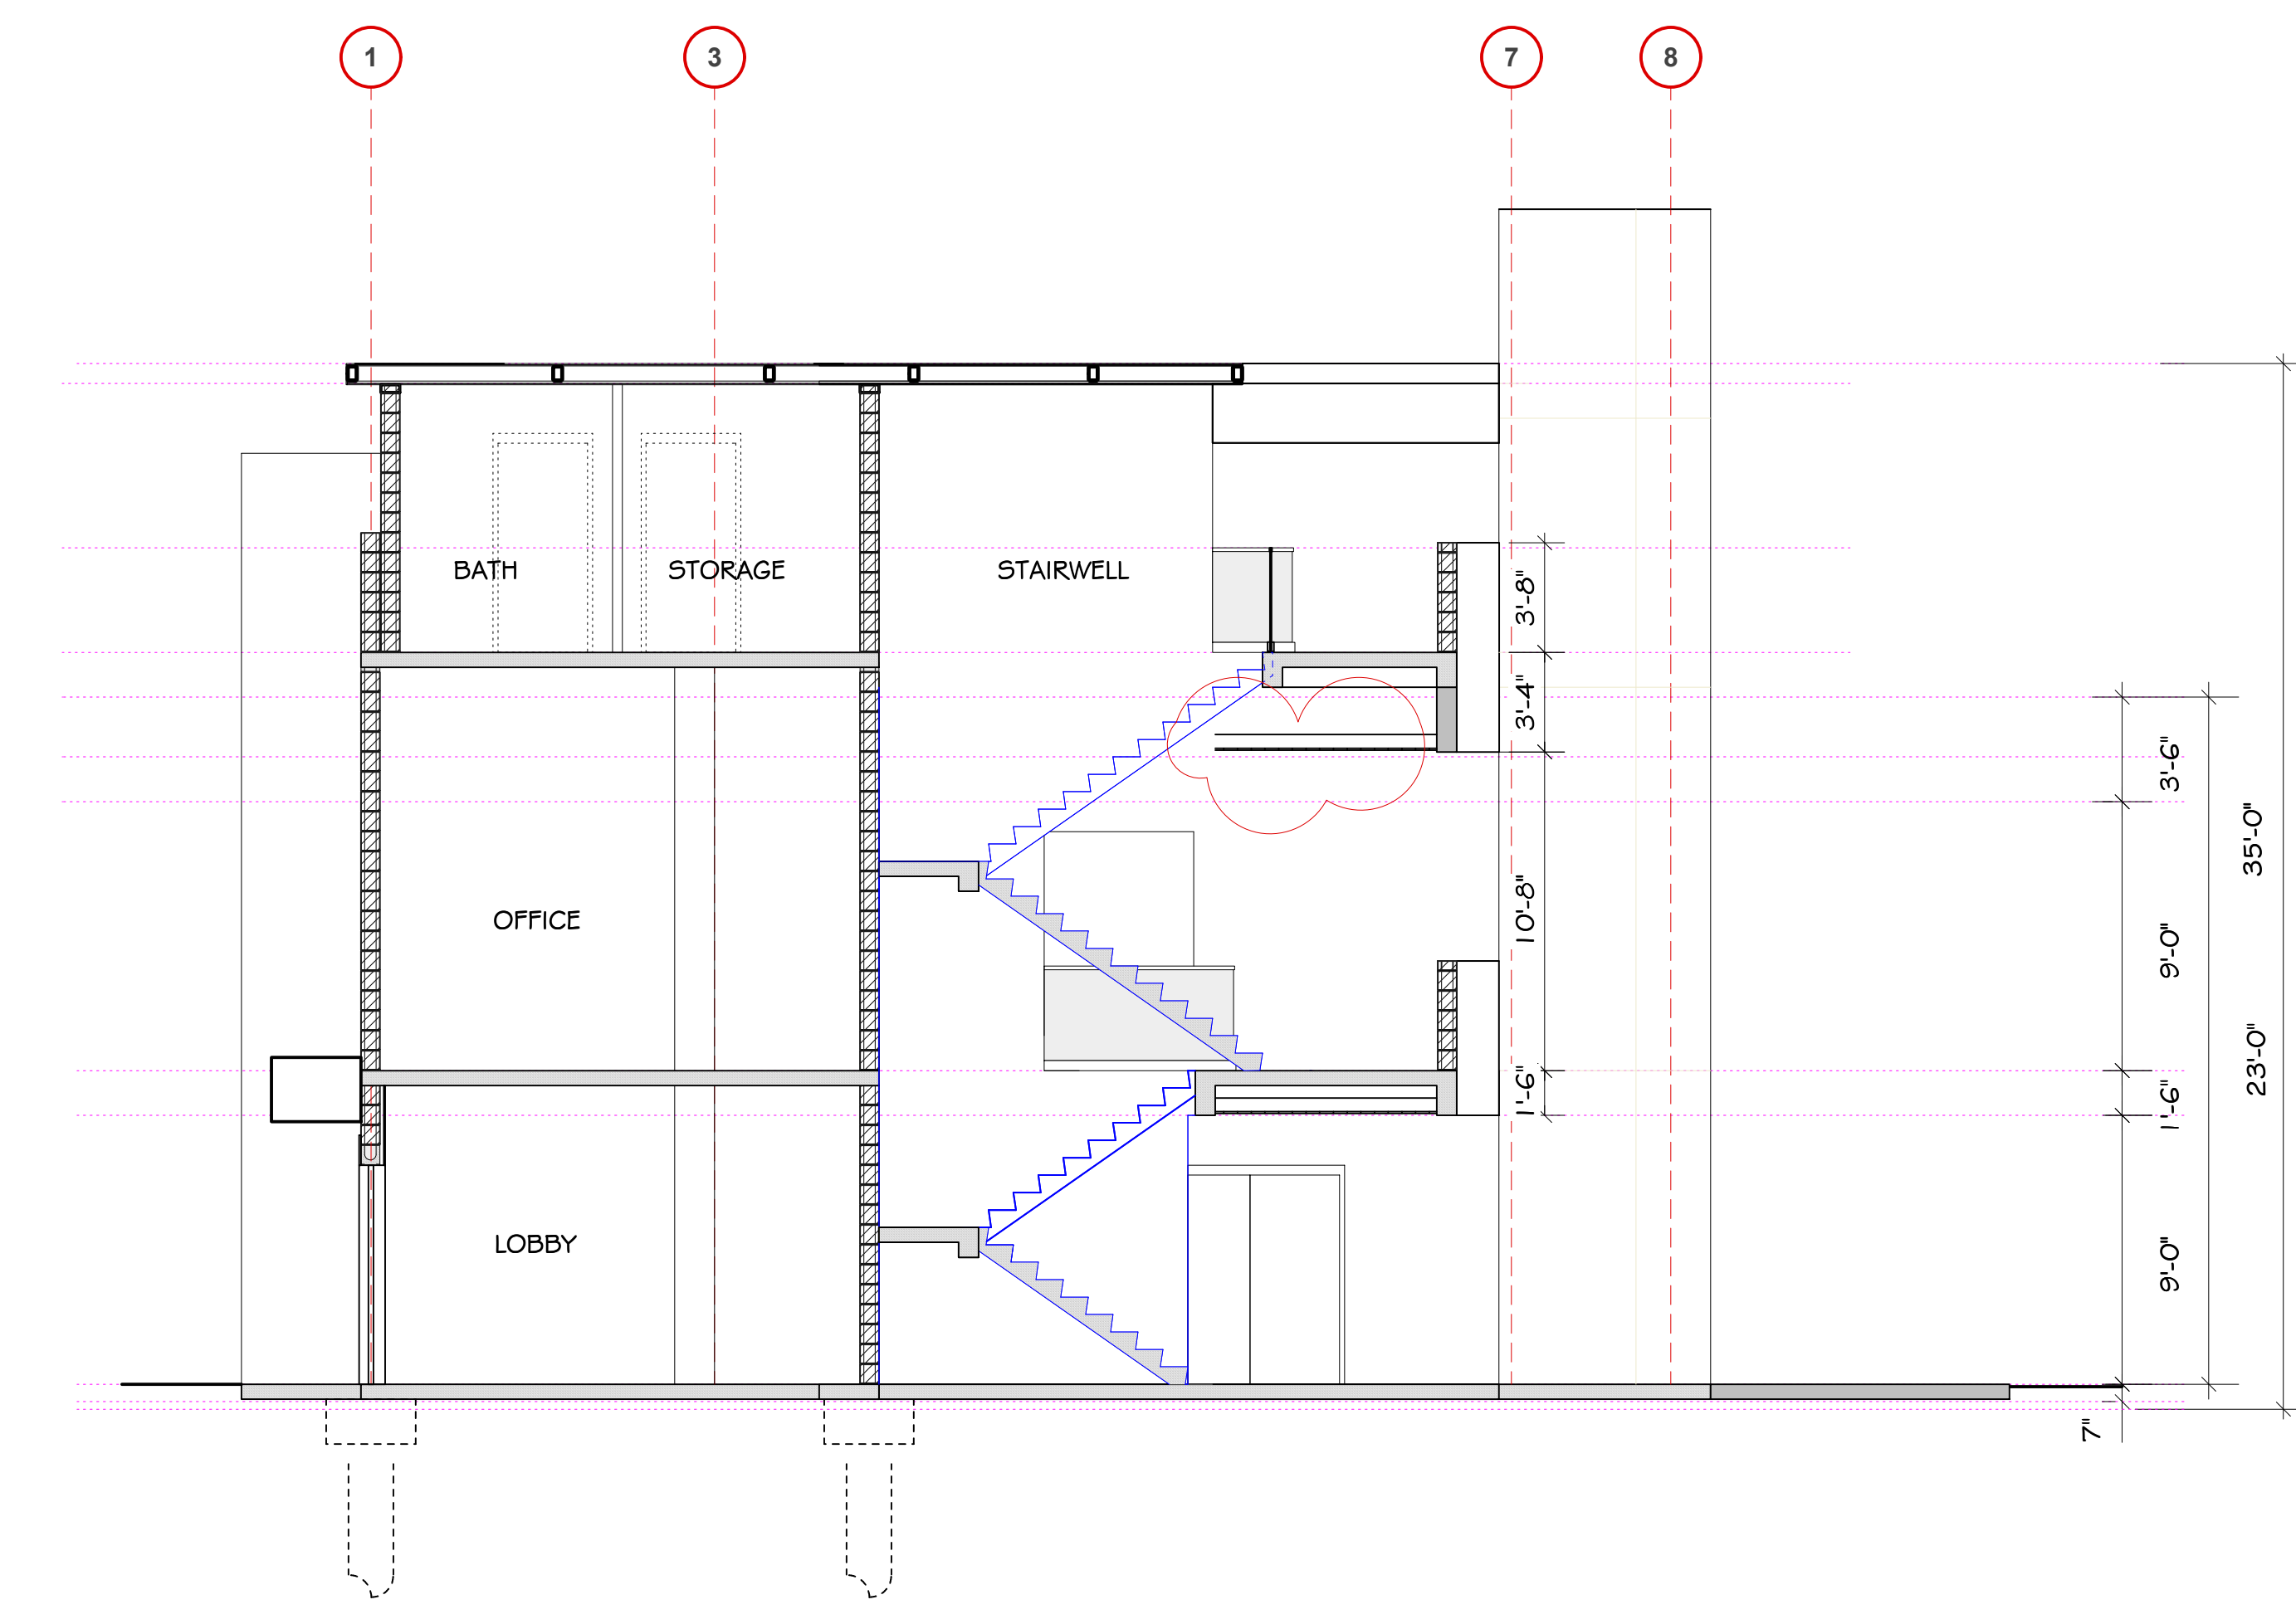 1 3 7 8
BATH STORAGE STAIRWELL
3'-8"
3'-4"
3'-6"
35'-0"
OFFICE
10'-8"
9'-0"
23'-0"
1'-6"
1'-6"
LOBBY
9'-0"
7"